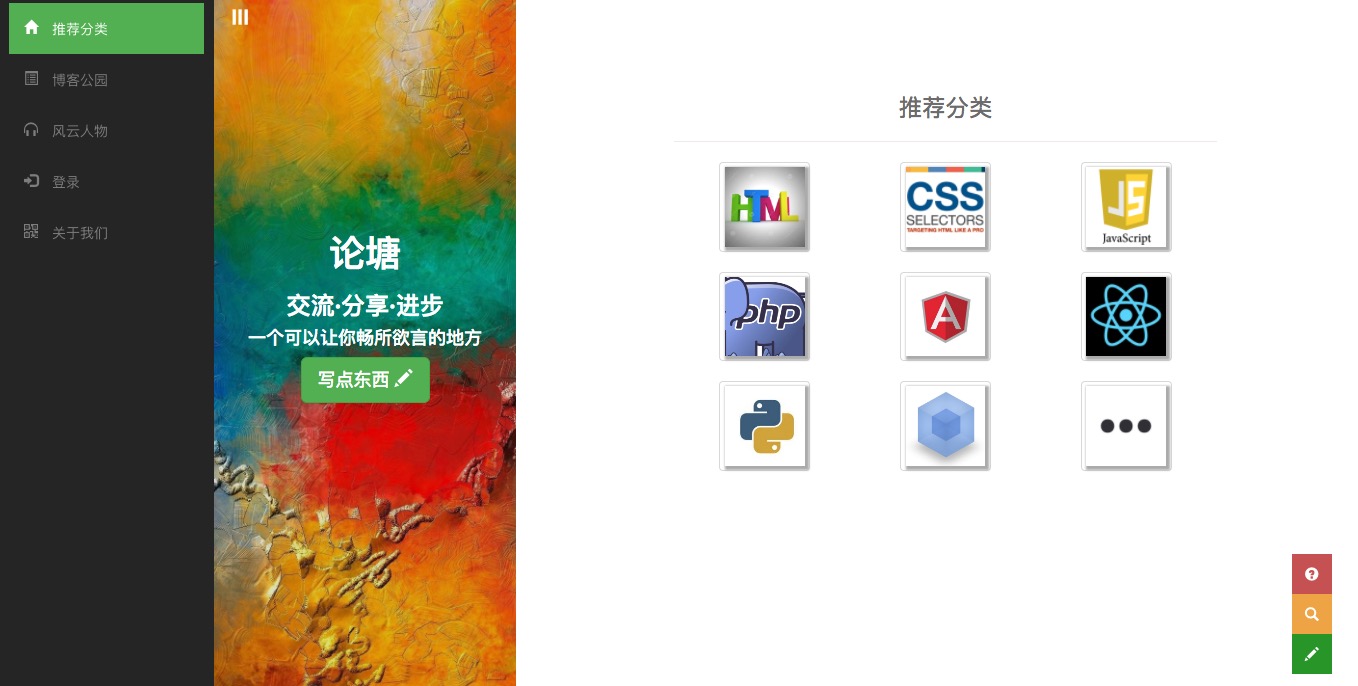 推荐分类
博客公园
风云人物
登录
关于我们
论塘
交流·分享·进步
一个可以让你畅所欲言的地方
写点东西
推荐分类
HTML
CSS
SELECTORS
TARGETING HTML LIKE A PRO
JS
JavaScript
php
A